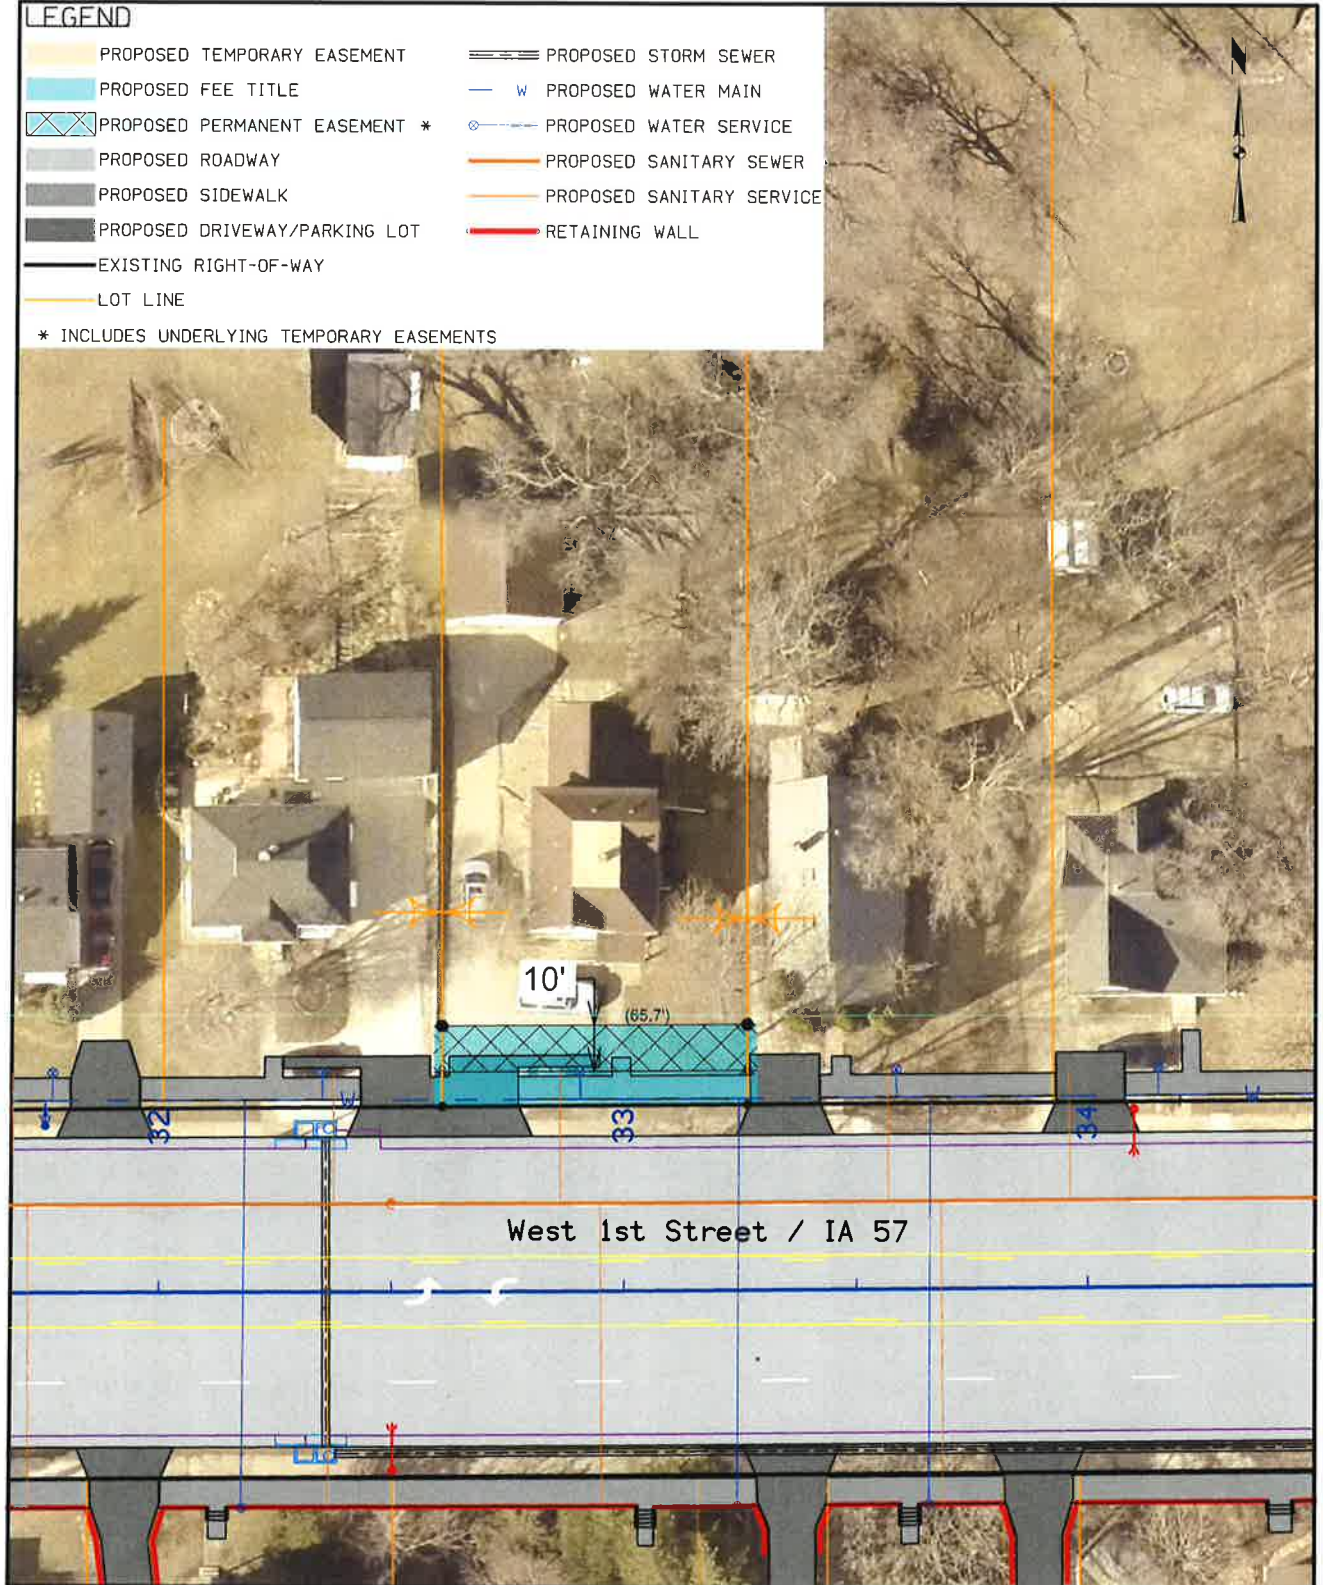 LEGEND
PROPOSED TEMPORARY EASEMENT
PROPOSED FEE TITLE
PROPOSED PERMANENT EASEMENT *
PROPOSED ROADWAY
PROPOSED SIDEWALK
PROPOSED DRIVEWAY/PARKING LOT
EXISTING RIGHT-OF-WAY
LOT LINE
* INCLUDES UNDERLYING TEMPORARY EASEMENTS
PROPOSED STORM SEWER
W PROPOSED WATER MAIN
PROPOSED WATER SERVICE
PROPOSED SANITARY SEWER
PROPOSED SANITARY SERVICE
RETAINING WALL
N
10'
(65.7')
W
W
32
33
34
West 1st Street / IA 57